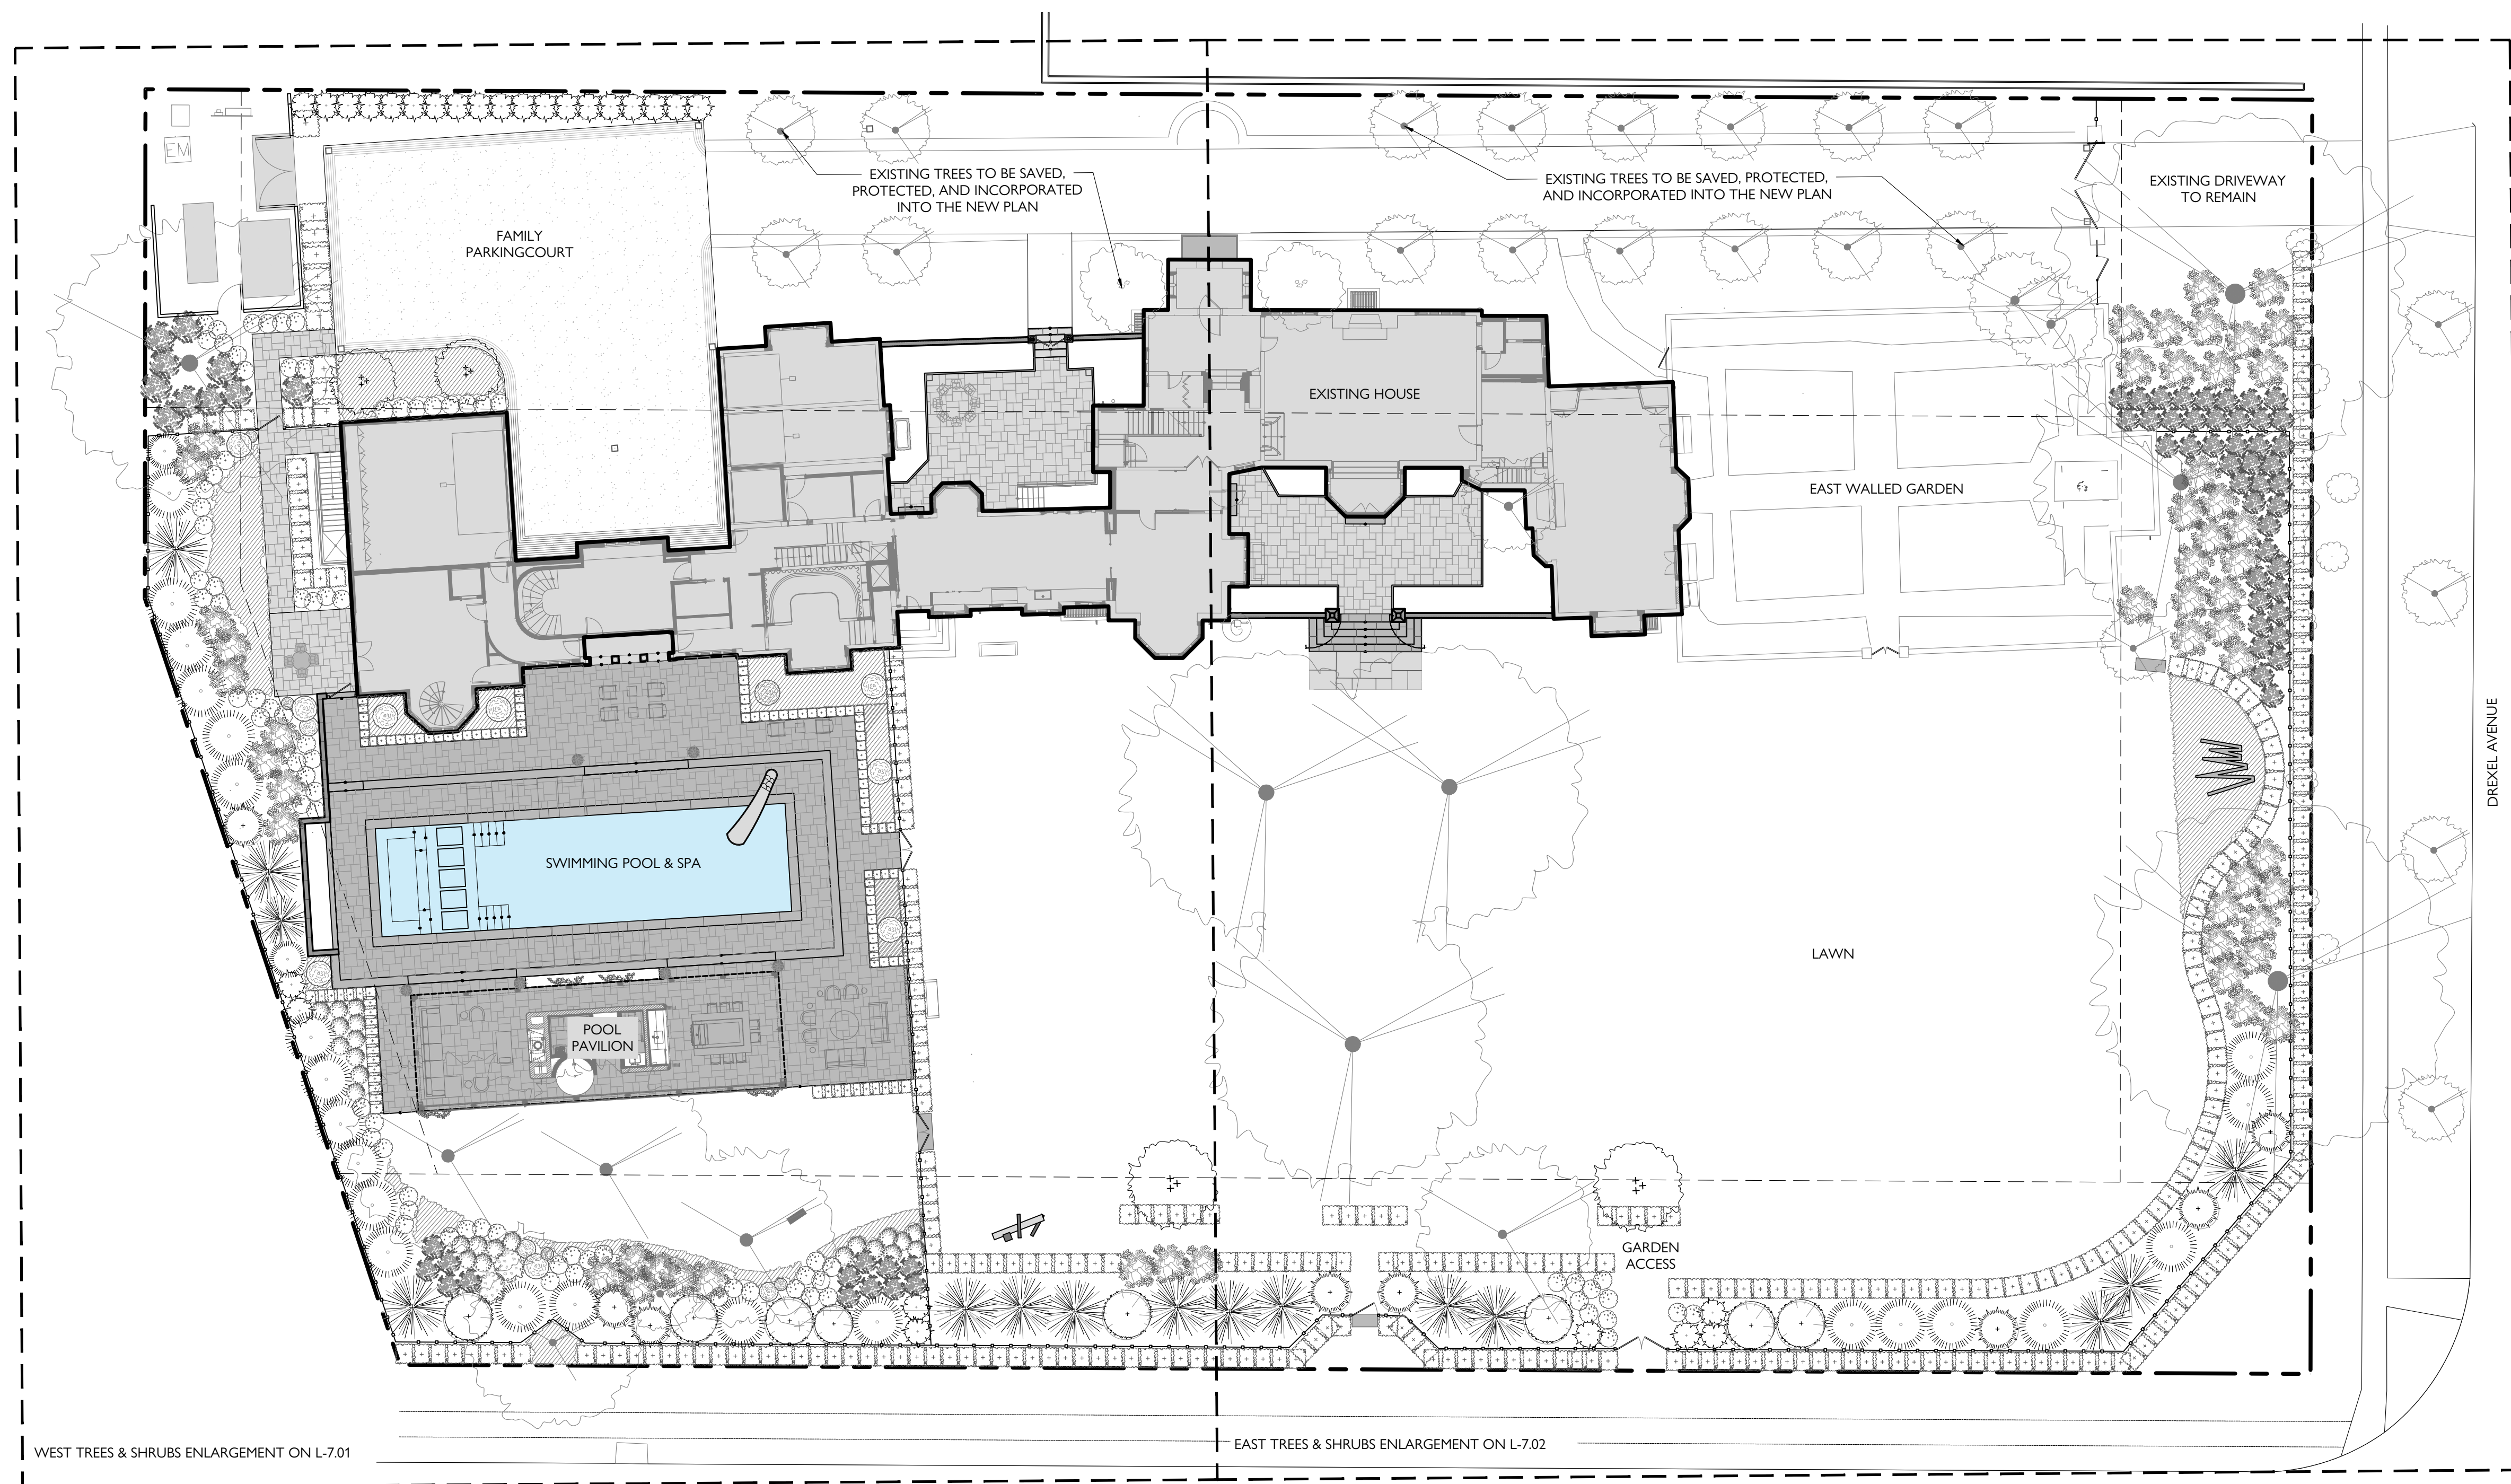 EM
EXISTING TREES TO BE SAVED,
PROTECTED, AND INCORPORATED
INTO THE NEW PLAN
EXISTING TREES TO BE SAVED, PROTECTED,
AND INCORPORATED INTO THE NEW PLAN
EXISTING DRIVEWAY
TO REMAIN
FAMILY
PARKINGCOURT
EXISTING HOUSE
EAST WALLED GARDEN
G
DREXEL AVENUE
SWIMMING POOL & SPA
LAWN
POOL
PAVILION
GARDEN
ACCESS
WEST TREES & SHRUBS ENLARGEMENT ON L-7.01
EAST TREES & SHRUBS ENLARGEMENT ON L-7.02